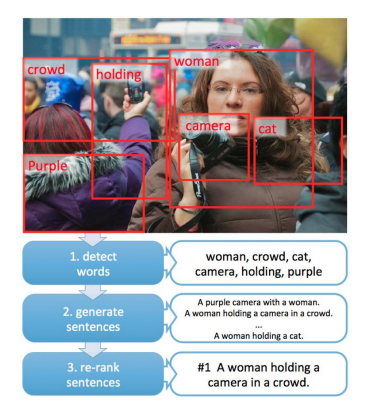 crowd
holding
woman
camera
cat
Purple
1. detect
words
woman, crowd, cat,
camera, holding, purple
2. generate
sentences
A purple camera with a woman.
A woman holding a camera in a crowd.
...
A woman holding a cat.
3. re-rank
sentences
#1 A woman holding a
camera in a crowd.